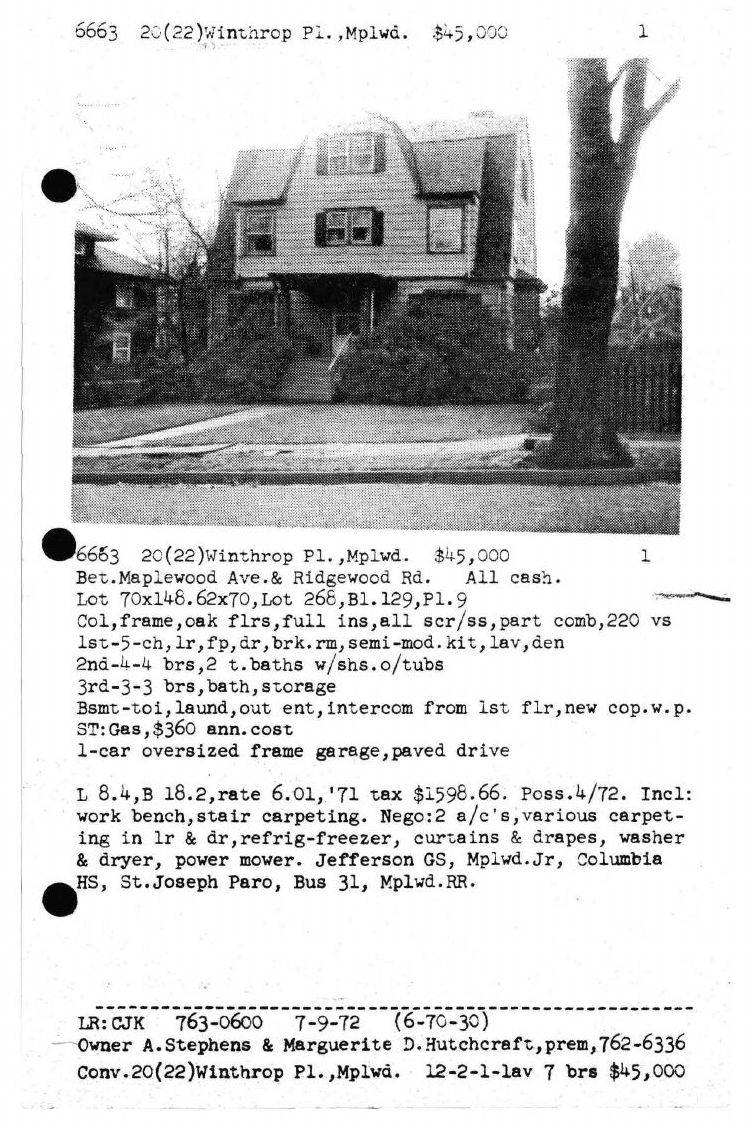 6663 20(22)Winthrop Pl.,Mplwd. $45,000 1
6663 20(22)Winthrop Pl.,Mplwd. $45,000 1
Bet.Maplewood Ave.& Ridgewood Rd. All cash.
Lot 70x148.62x70,Lot 268,Bl.129,Pl.9
Col,frame,oak flrs,full ins,all scr/ss,part comb,220 vs
1st-5-ch,lr,fp,dr,brk.rm,semi-mod.kit,lav,den
2nd-4-4 brs,2 t.baths w/shs.o/tubs
3rd-3-3 brs,bath,storage
Bsmt-toi,laund,out ent,intercom from 1st flr,new cop.w.p.
ST:Gas,$360 ann.cost
1-car oversized frame garage,paved drive
L 8.4,B 18.2,rate 6.01,'71 tax $1598.66. Poss.4/72. Incl:
work bench,stair carpeting. Nego:2 a/c's,various carpet-
ing in lr & dr,refrig-freezer, curtains & drapes, washer
& dryer, power mower. Jefferson GS, Mplwd.Jr, Columbia
HS, St.Joseph Paro, Bus 31, Mplwd.RR.
LR:CJK 763-0600 7-9-72 (6-70-30)
Owner A.Stephens & Marguerite D.Hutchcraft,prem,762-6336
Conv.20(22)Winthrop Pl.,Mplwd. 12-2-1-lav 7 brs $45,000